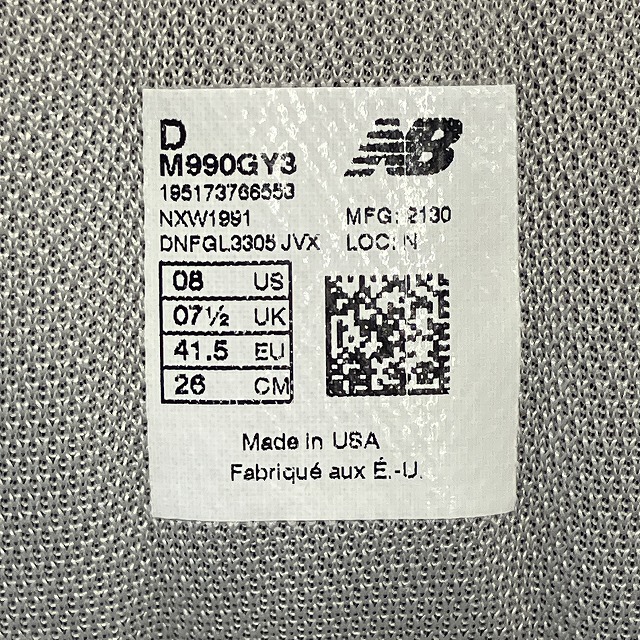 D
NB
M990GY3
195173766553
NXW1991 MFG: 2130
DNFGL3305 JVX LOC: N
08 US
07½ UK
41.5 EU
26 CM
Made in USA
Fabriqué aux É.-U.